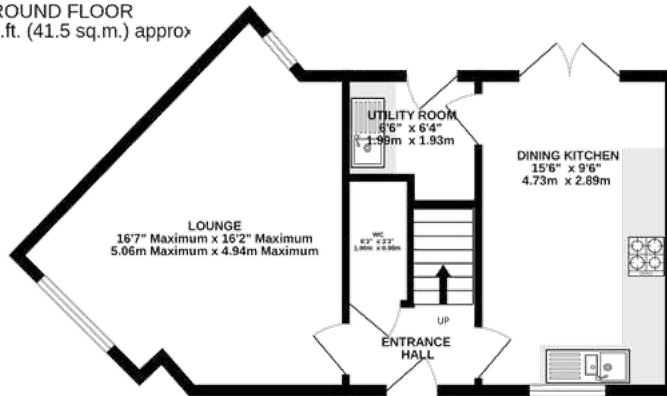 ROUND FLOOR
.ft. (41.5 sq.m.) approx
UTILITY ROOM
6'6" x 6'4"
1.99m x 1.93m
DINING KITCHEN
15'6" x 9'6"
4.73m x 2.89m
LOUNGE
16'7" Maximum x 16'2" Maximum
5.06m Maximum x 4.94m Maximum
WC
UP
ENTRANCE
HALL